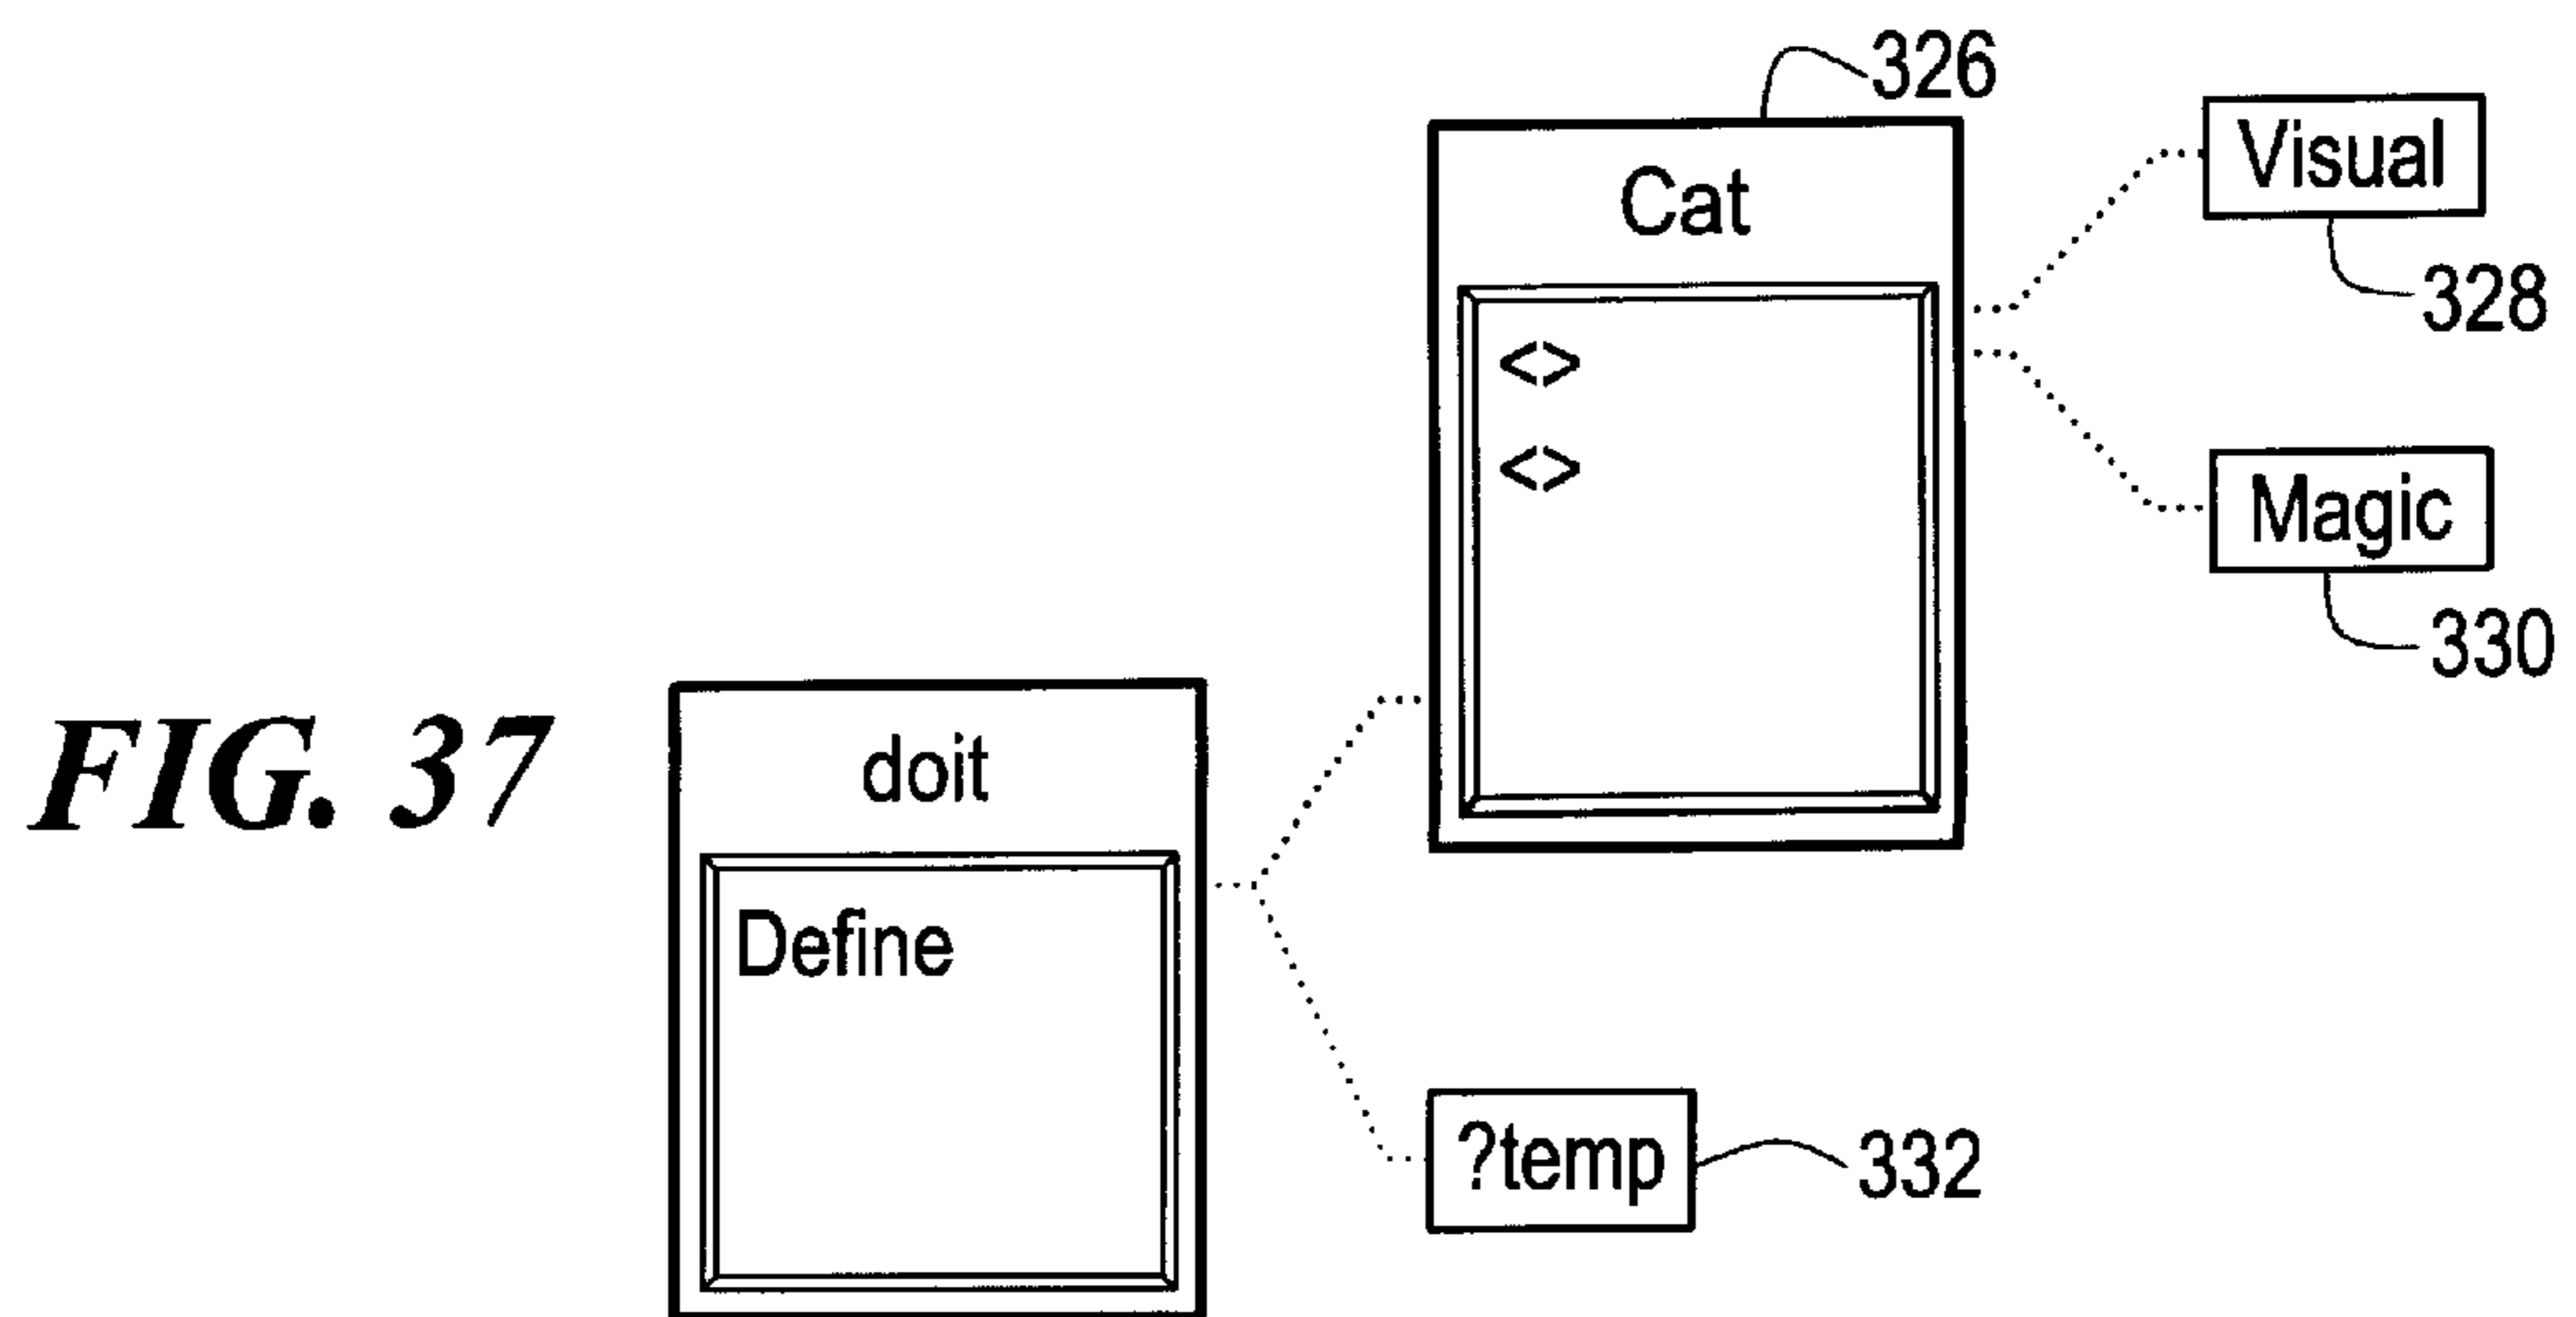 326
Visual
Cat
328
<>
<>
Magic
330
FIG. 37
doit
Define
?temp
332